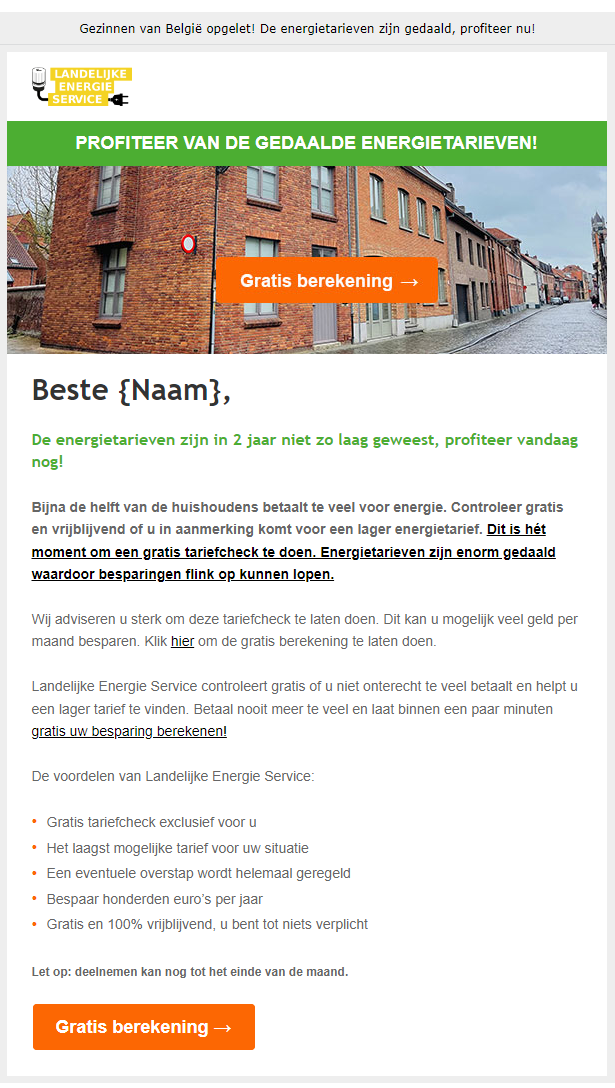 Gezinnen van België opgelet! De energietarieven zijn gedaald, profiteer nu!
LANDELIJKE
ENERGIE
SERVICE
PROFITEER VAN DE GEDAALDE ENERGIETARIEVEN!
Gratis berekening →
Beste {Naam},
De energietarieven zijn in 2 jaar niet zo laag geweest, profiteer vandaag
nog!
Bijna de helft van de huishoudens betaalt te veel voor energie. Controleer gratis
en vrijblijvend of u in aanmerking komt voor een lager energietarief. Dit is hét
moment om een gratis tariefcheck te doen. Energietarieven zijn enorm gedaald
waardoor besparingen flink op kunnen lopen.
Wij adviseren u sterk om deze tariefcheck te laten doen. Dit kan u mogelijk veel geld per
maand besparen. Klik hier om de gratis berekening te laten doen.
Landelijke Energie Service controleert gratis of u niet onterecht te veel betaalt en helpt u
een lager tarief te vinden. Betaal nooit meer te veel en laat binnen een paar minuten
gratis uw besparing berekenen!
De voordelen van Landelijke Energie Service:
• Gratis tariefcheck exclusief voor u
• Het laagst mogelijke tarief voor uw situatie
• Een eventuele overstap wordt helemaal geregeld
• Bespaar honderden euro’s per jaar
• Gratis en 100% vrijblijvend, u bent tot niets verplicht
Let op: deelnemen kan nog tot het einde van de maand.
Gratis berekening →